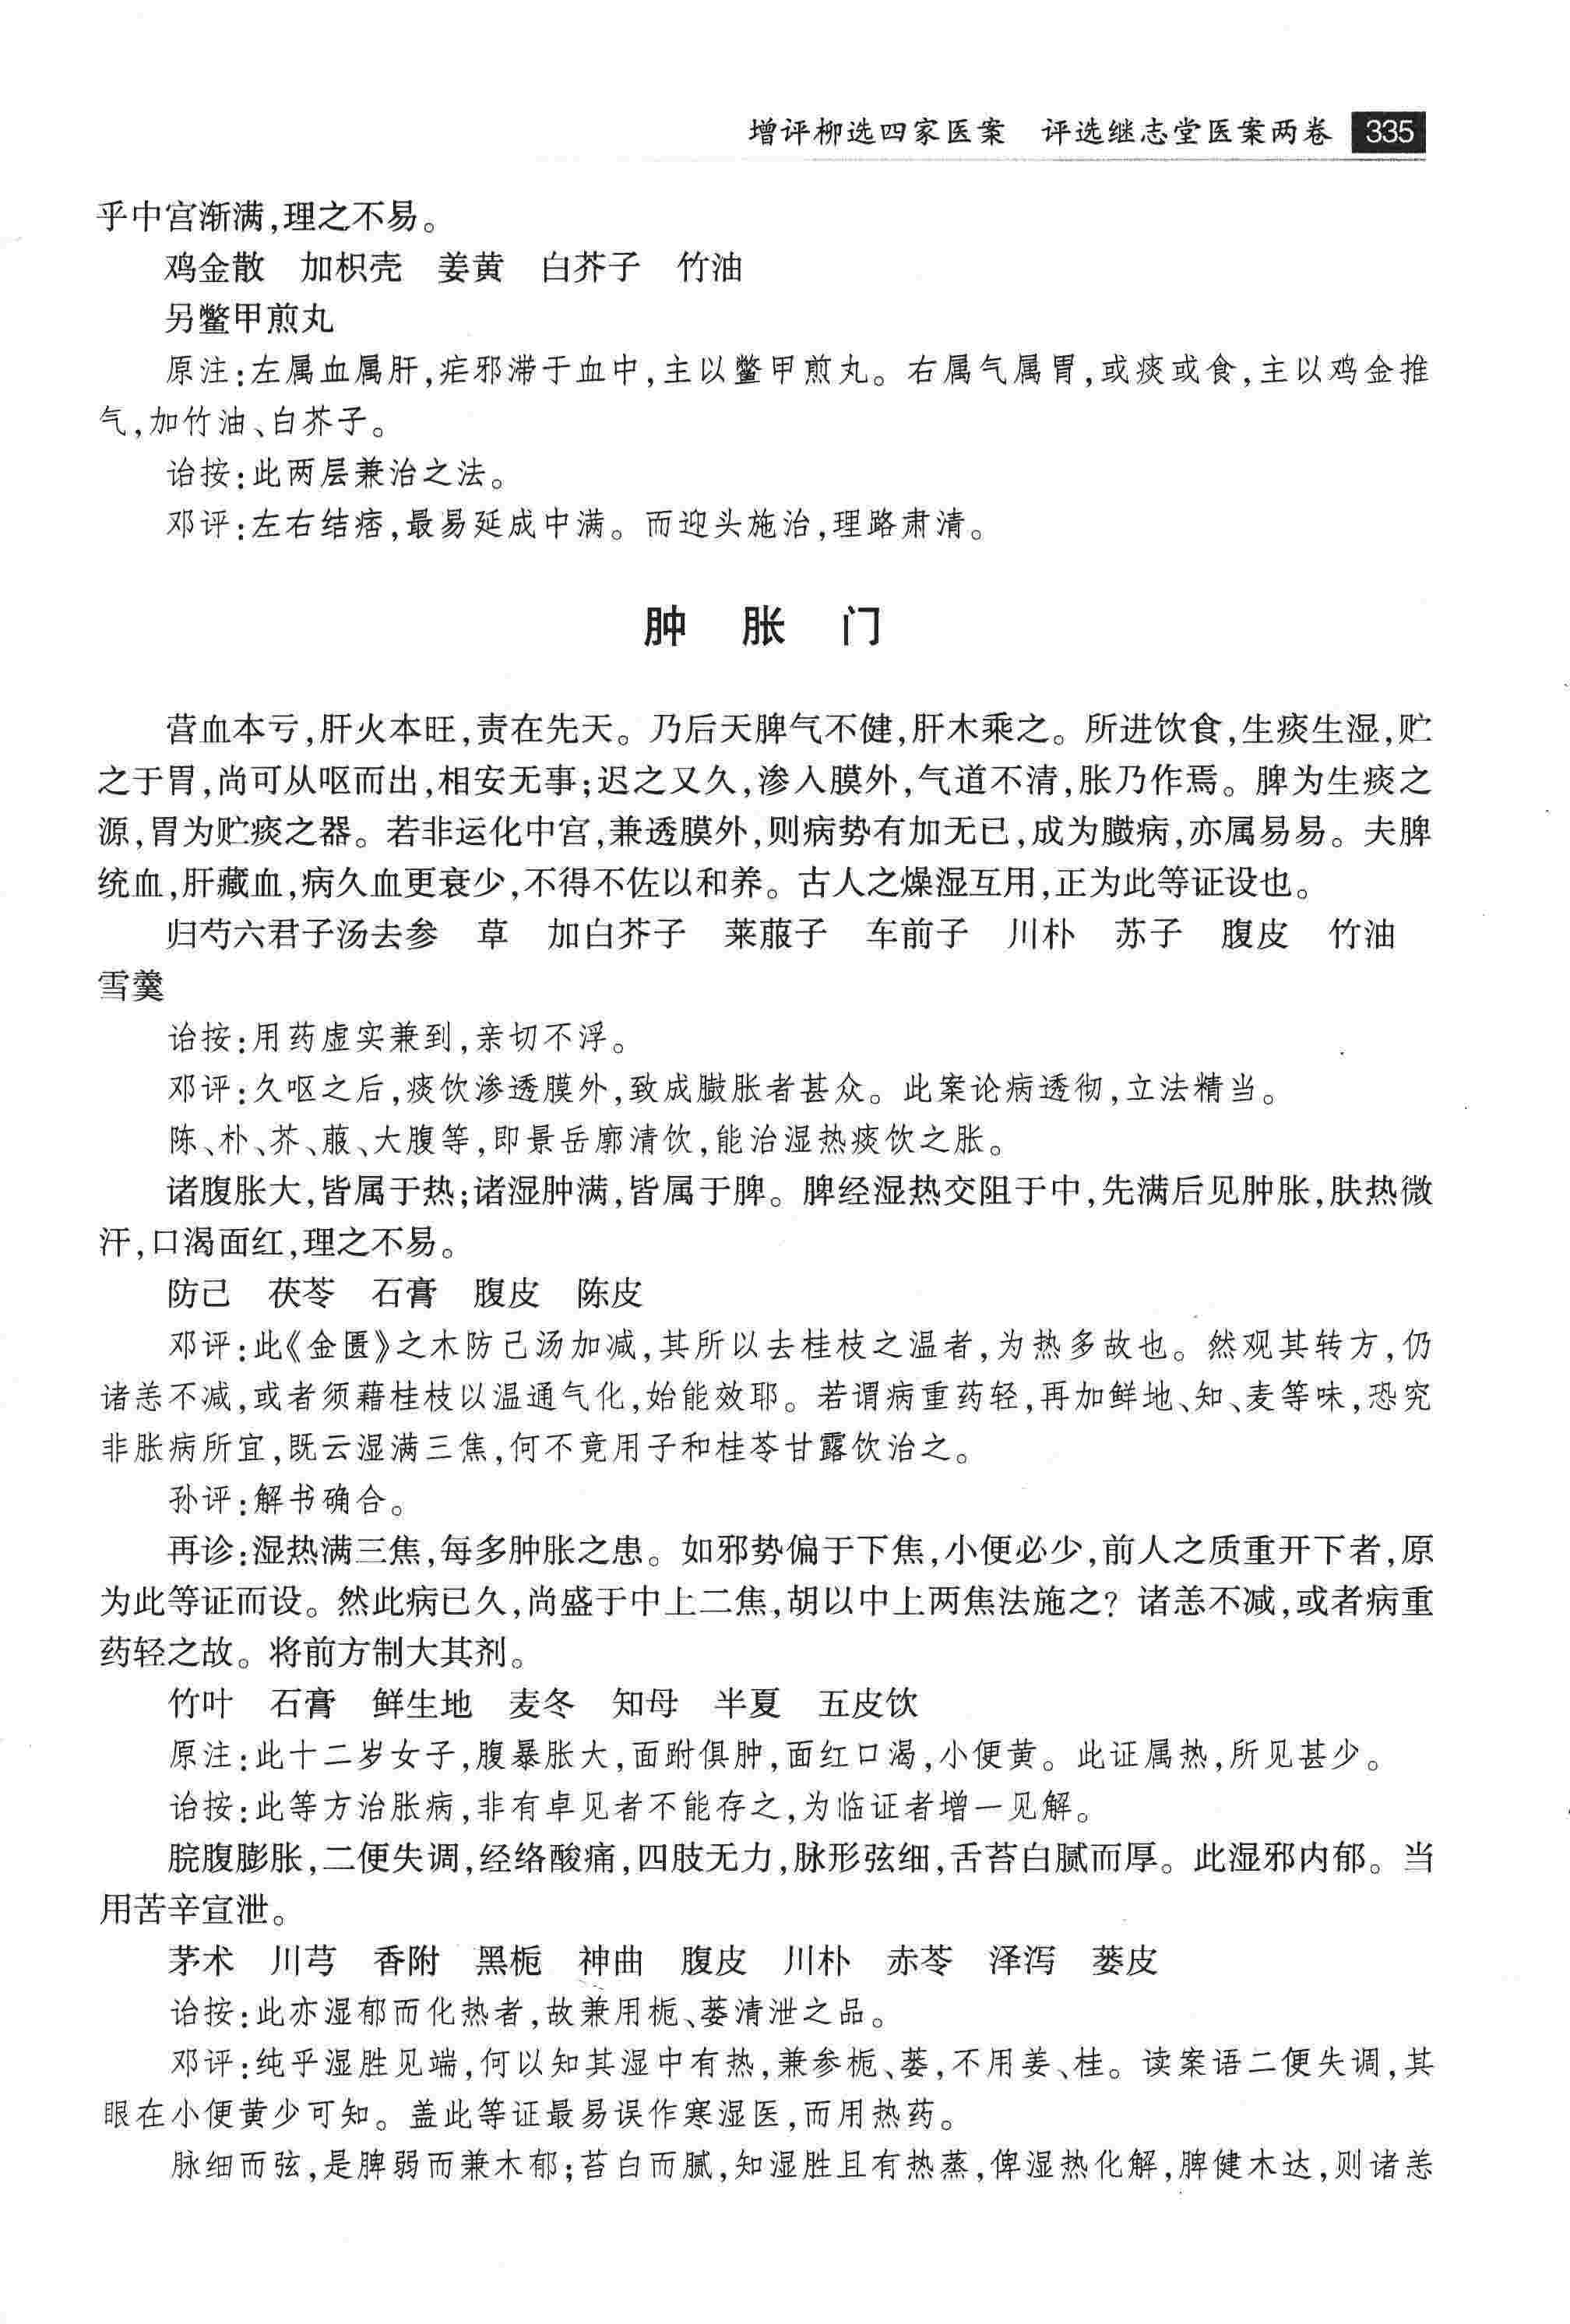 增评柳选四家医案　评选继志堂医案两卷　335
乎中宫渐满,理之不易。
鸡金散　加枳壳　姜黄　白芥子　竹油
另鳖甲煎丸
原注:左属血属肝,疟邪滞于血中,主以鳖甲煎丸。右属气属胃,或痰或食,主以鸡金推
气,加竹油、白芥子。
诒按:此两层兼治之法。
邓评:左右结痞,最易延成中满。而迎头施治,理路肃清。
肿　胀　门
营血本亏,肝火本旺,责在先天。乃后天脾气不健,肝木乘之。所进饮食,生痰生湿,贮
之于胃,尚可从呕而出,相安无事;迟之又久,渗入膜外,气道不清,胀乃作焉。脾为生痰之
源,胃为贮痰之器。若非运化中宫,兼透膜外,则病势有加无已,成为臌病,亦属易易。夫脾
统血,肝藏血,病久血更衰少,不得不佐以和养。古人之燥湿互用,正为此等证设也。
归芍六君子汤去参　草　加白芥子　莱菔子　车前子　川朴　苏子　腹皮　竹油
雪羹
诒按:用药虚实兼到,亲切不浮。
邓评:久呕之后,痰饮渗透膜外,致成臌胀者甚众。此案论病透彻,立法精当。
陈、朴、芥、菔、大腹等,即景岳廓清饮,能治湿热痰饮之胀。
诸腹胀大,皆属于热;诸湿肿满,皆属于脾。脾经湿热交阻于中,先满后见肿胀,肤热微
汗,口渴面红,理之不易。
防己　茯苓　石膏　腹皮　陈皮
邓评:此《金匮》之木防己汤加减,其所以去桂枝之温者,为热多故也。然观其转方,仍
诸恙不减,或者须藉桂枝以温通气化,始能效耶。若谓病重药轻,再加鲜地、知、麦等味,恐究
非胀病所宜,既云湿满三焦,何不竟用子和桂苓甘露饮治之。
孙评:解书确合。
再诊:湿热满三焦,每多肿胀之患。如邪势偏于下焦,小便必少,前人之质重开下者,原
为此等证而设。然此病已久,尚盛于中上二焦,胡以中上两焦法施之?诸恙不减,或者病重
药轻之故。将前方制大其剂。
竹叶　石膏　鲜生地　麦冬　知母　半夏　五皮饮
原注:此十二岁女子,腹暴胀大,面跗俱肿,面红口渴,小便黄。此证属热,所见甚少。
诒按:此等方治胀病,非有卓见者不能存之,为临证者增一见解。
脘腹膨胀,二便失调,经络酸痛,四肢无力,脉形弦细,舌苔白腻而厚。此湿邪内郁。当
用苦辛宣泄。
茅术　川芎　香附　黑栀　神曲　腹皮　川朴　赤苓　泽泻　蒌皮
诒按:此亦湿郁而化热者,故兼用栀、蒌清泄之品。
邓评:纯乎湿胜见端,何以知其湿中有热,兼参栀、蒌,不用姜、桂。读案语二便失调,其
眼在小便黄少可知。盖此等证最易误作寒湿医,而用热药。
脉细而弦,是脾弱而兼木郁;苔白而腻,知湿胜且有热蒸,俾湿热化解,脾健木达,则诸恙